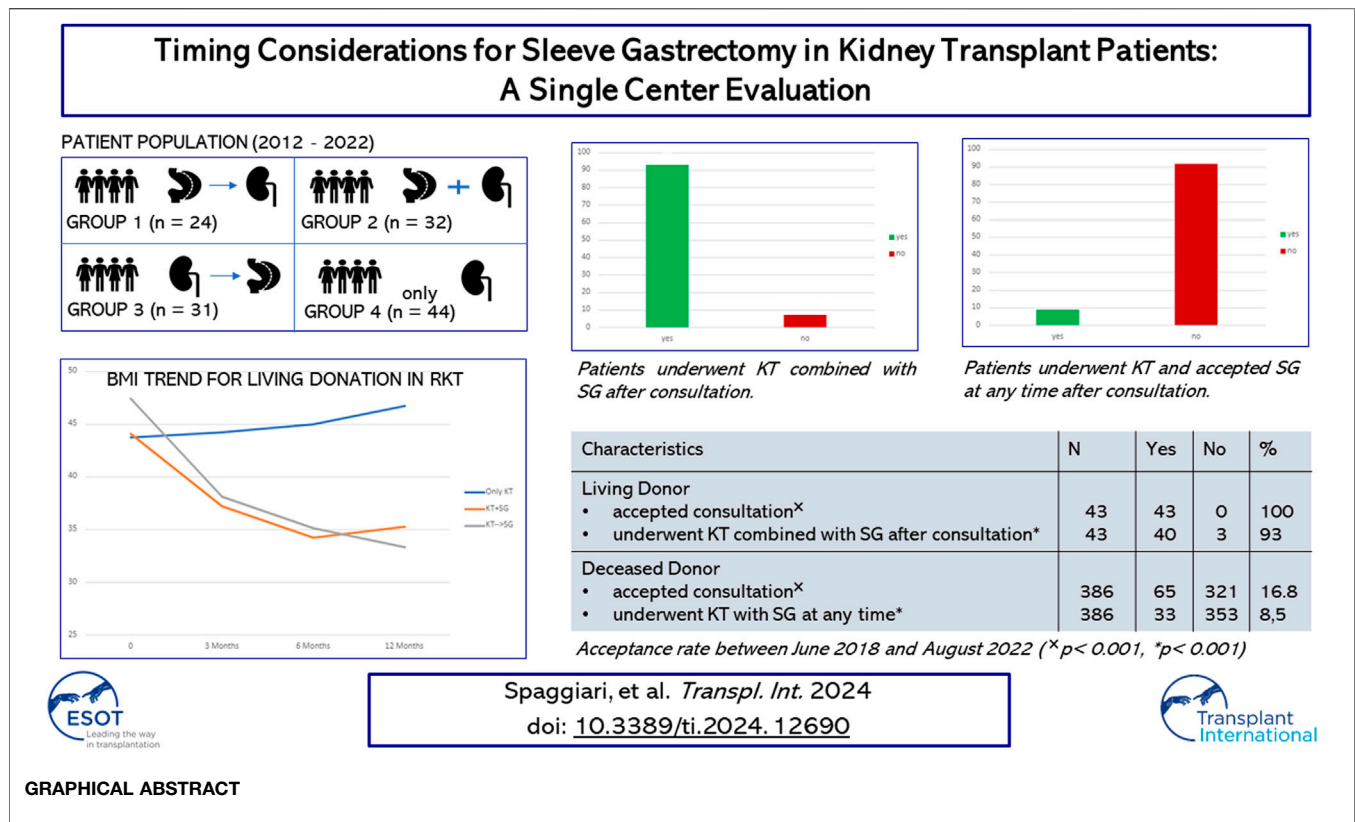 Timing Considerations for Sleeve Gastrectomy in Kidney Transplant Patients:
A Single Center Evaluation
PATIENT POPULATION (2012 - 2022)
GROUP 1 (n = 24)
+
GROUP 2 (n = 32)
GROUP 3 (n = 31)
only
GROUP 4 (n = 44)
100
90
80
70
60
50
40
30
20
10
0
yes
no
yes
no
Patients underwent KT combined with
SG after consultation.
100
90
80
70
60
50
40
30
20
10
0
yes
no
yes
no
Patients underwent KT and accepted SG
at any time after consultation.
BMI TREND FOR LIVING DONATION IN RKT
50
45
40
35
30
25
0
3 Months
6 Months
12 Months
Only KT
KT+SG
KT-->SG
Characteristics N Yes No %
Living Donor
• accepted consultation× 43 43 0 100
• underwent KT combined with SG after consultation* 43 40 3 93
Deceased Donor
• accepted consultation× 386 65 321 16.8
• underwent KT with SG at any time* 386 33 353 8,5
Acceptance rate between June 2018 and August 2022 (×p< 0.001, *p< 0.001)
ESOT
Leading the way
in transplantation
Spaggiari, et al. Transpl. Int. 2024
doi: 10.3389/ti.2024. 12690
Transplant
International
GRAPHICAL ABSTRACT